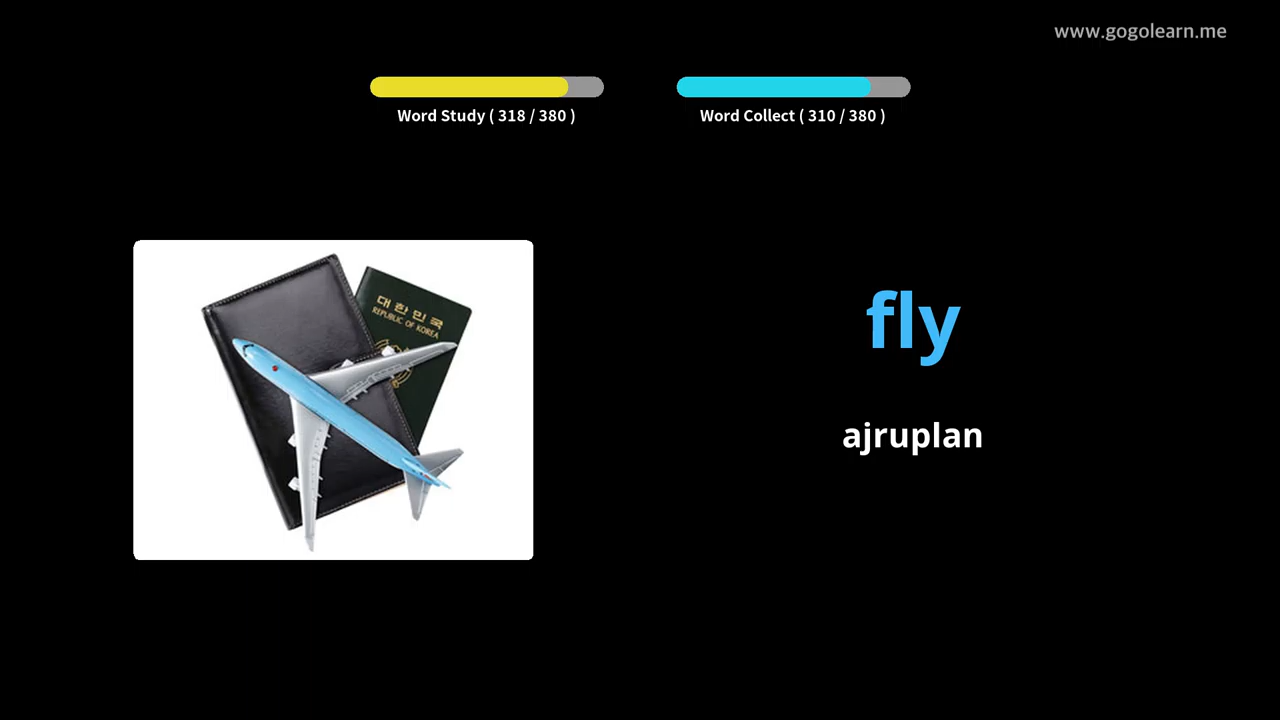 www.gogolearn.me
Word Study ( 318 / 380 )
Word Collect ( 310 / 380 )
대한민국
REPUBLIC OF KOREA
fly
ajruplan